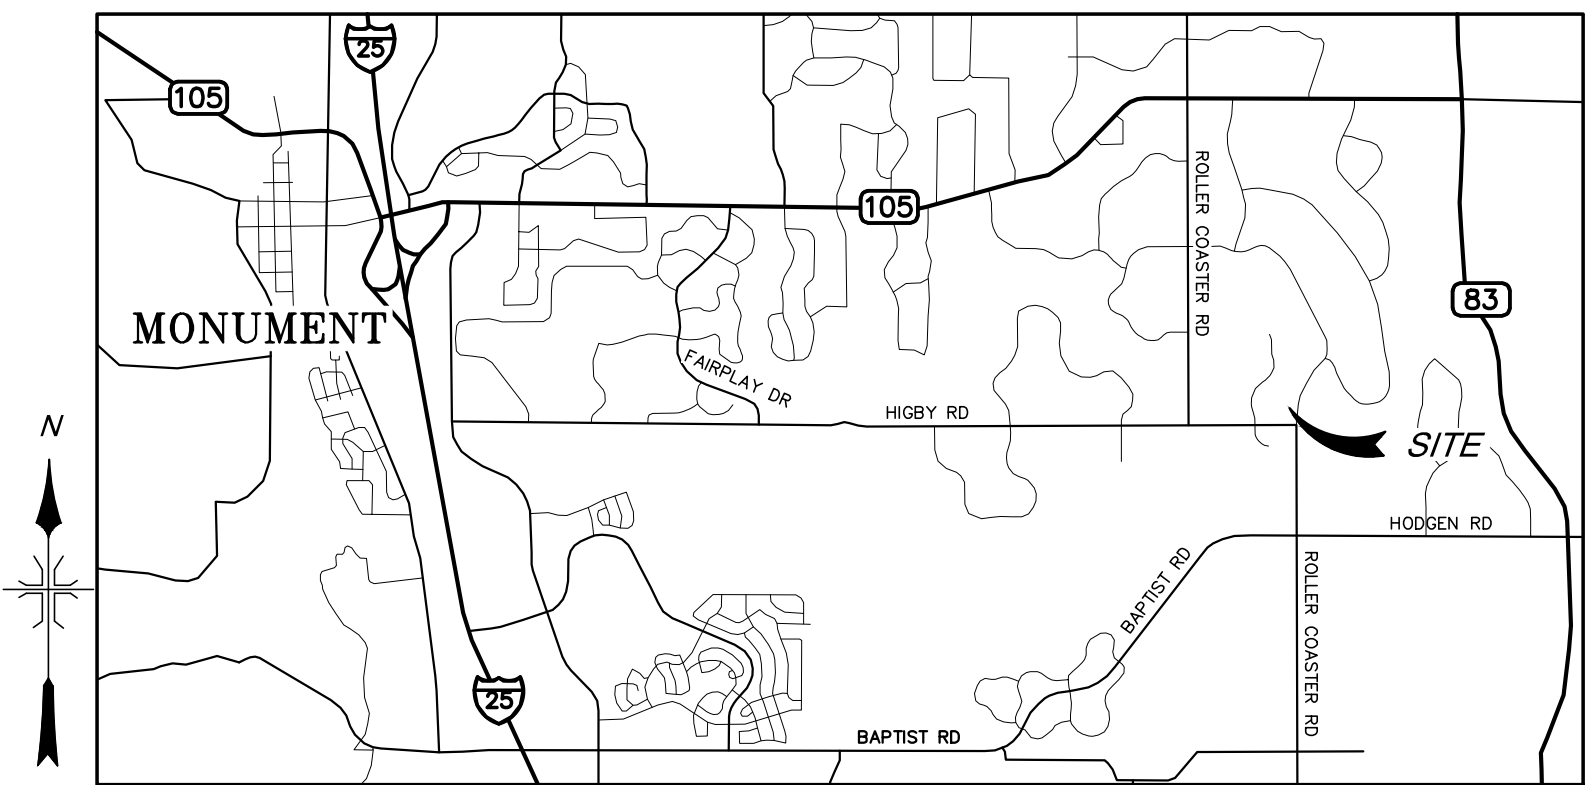 25
105
ROLLER COASTER RD
105
83
MONUMENT
FAIRPLAY DR
HIGBY RD
N
SITE
HODGEN RD
BAPTIST RD
ROLLER COASTER RD
25
BAPTIST RD